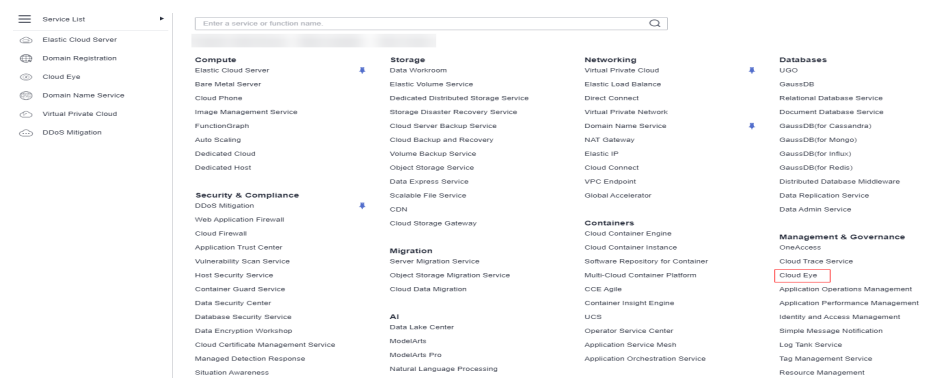 Service List
Elastic Cloud Server
Domain Registration
Cloud Eye
Domain Name Service
Virtual Private Cloud
DDoS Mitigation
Enter a service or function name.
Compute
Elastic Cloud Server
Bare Metal Server
Cloud Phone
Image Management Service
FunctionGraph
Auto Scaling
Dedicated Cloud
Dedicated Host
Security & Compliance
DDoS Mitigation
Web Application Firewall
Cloud Firewall
Application Trust Center
Vulnerability Scan Service
Host Security Service
Container Guard Service
Data Security Center
Database Security Service
Data Encryption Workshop
Cloud Certificate Management Service
Managed Detection Response
Situation Awareness
Storage
Data Workroom
Elastic Volume Service
Dedicated Distributed Storage Service
Storage Disaster Recovery Service
Cloud Server Backup Service
Cloud Backup and Recovery
Volume Backup Service
Object Storage Service
Data Express Service
Scalable File Service
CDN
Cloud Storage Gateway
Migration
Server Migration Service
Object Storage Migration Service
Cloud Data Migration
AI
Data Lake Center
ModelArts
ModelArts Pro
Natural Language Processing
Networking
Virtual Private Cloud
Elastic Load Balance
Direct Connect
Virtual Private Network
Domain Name Service
NAT Gateway
Elastic IP
Cloud Connect
VPC Endpoint
Global Accelerator
Containers
Cloud Container Engine
Cloud Container Instance
Software Repository for Container
Multi-Cloud Container Platform
CCE Agile
Container Insight Engine
UCS
Operator Service Center
Application Service Mesh
Application Orchestration Service
Databases
UGO
GaussDB
Relational Database Service
Document Database Service
GaussDB(for Cassandra)
GaussDB(for Mongo)
GaussDB(for Influx)
GaussDB(for Redis)
Distributed Database Middleware
Data Replication Service
Data Admin Service
Management & Governance
OneAccess
Cloud Trace Service
Cloud Eye
Application Operations Management
Application Performance Management
Identity and Access Management
Simple Message Notification
Log Tank Service
Tag Management Service
Resource Management